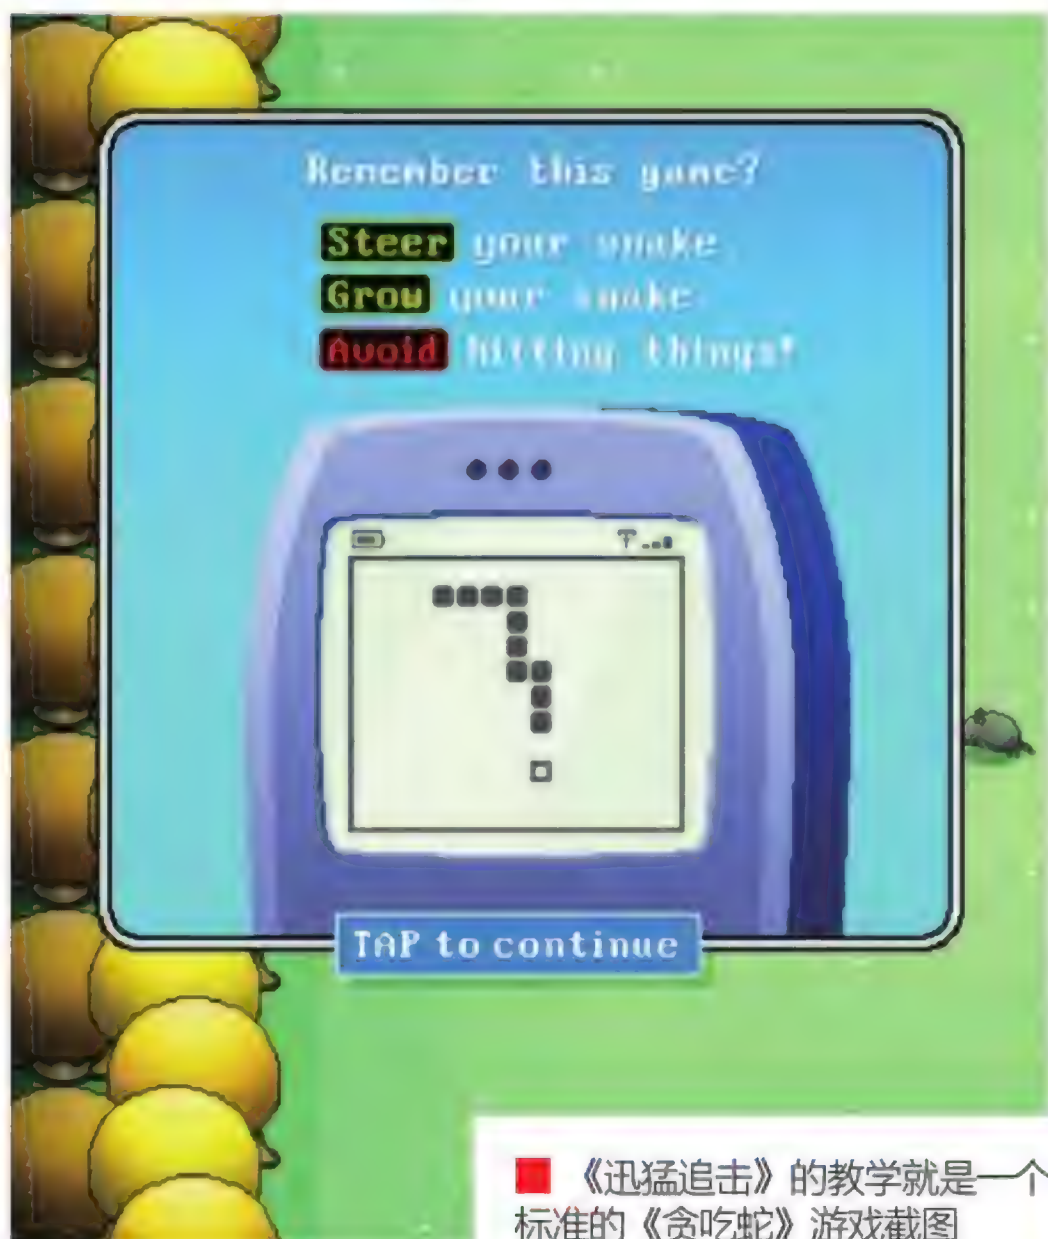 Remember this game?
Steer your snake
Grow your snake
Avoid hitting things!
TAP to continue
《迅猛追击》的教学就是一个
标准的《贪吃蛇》游戏截图